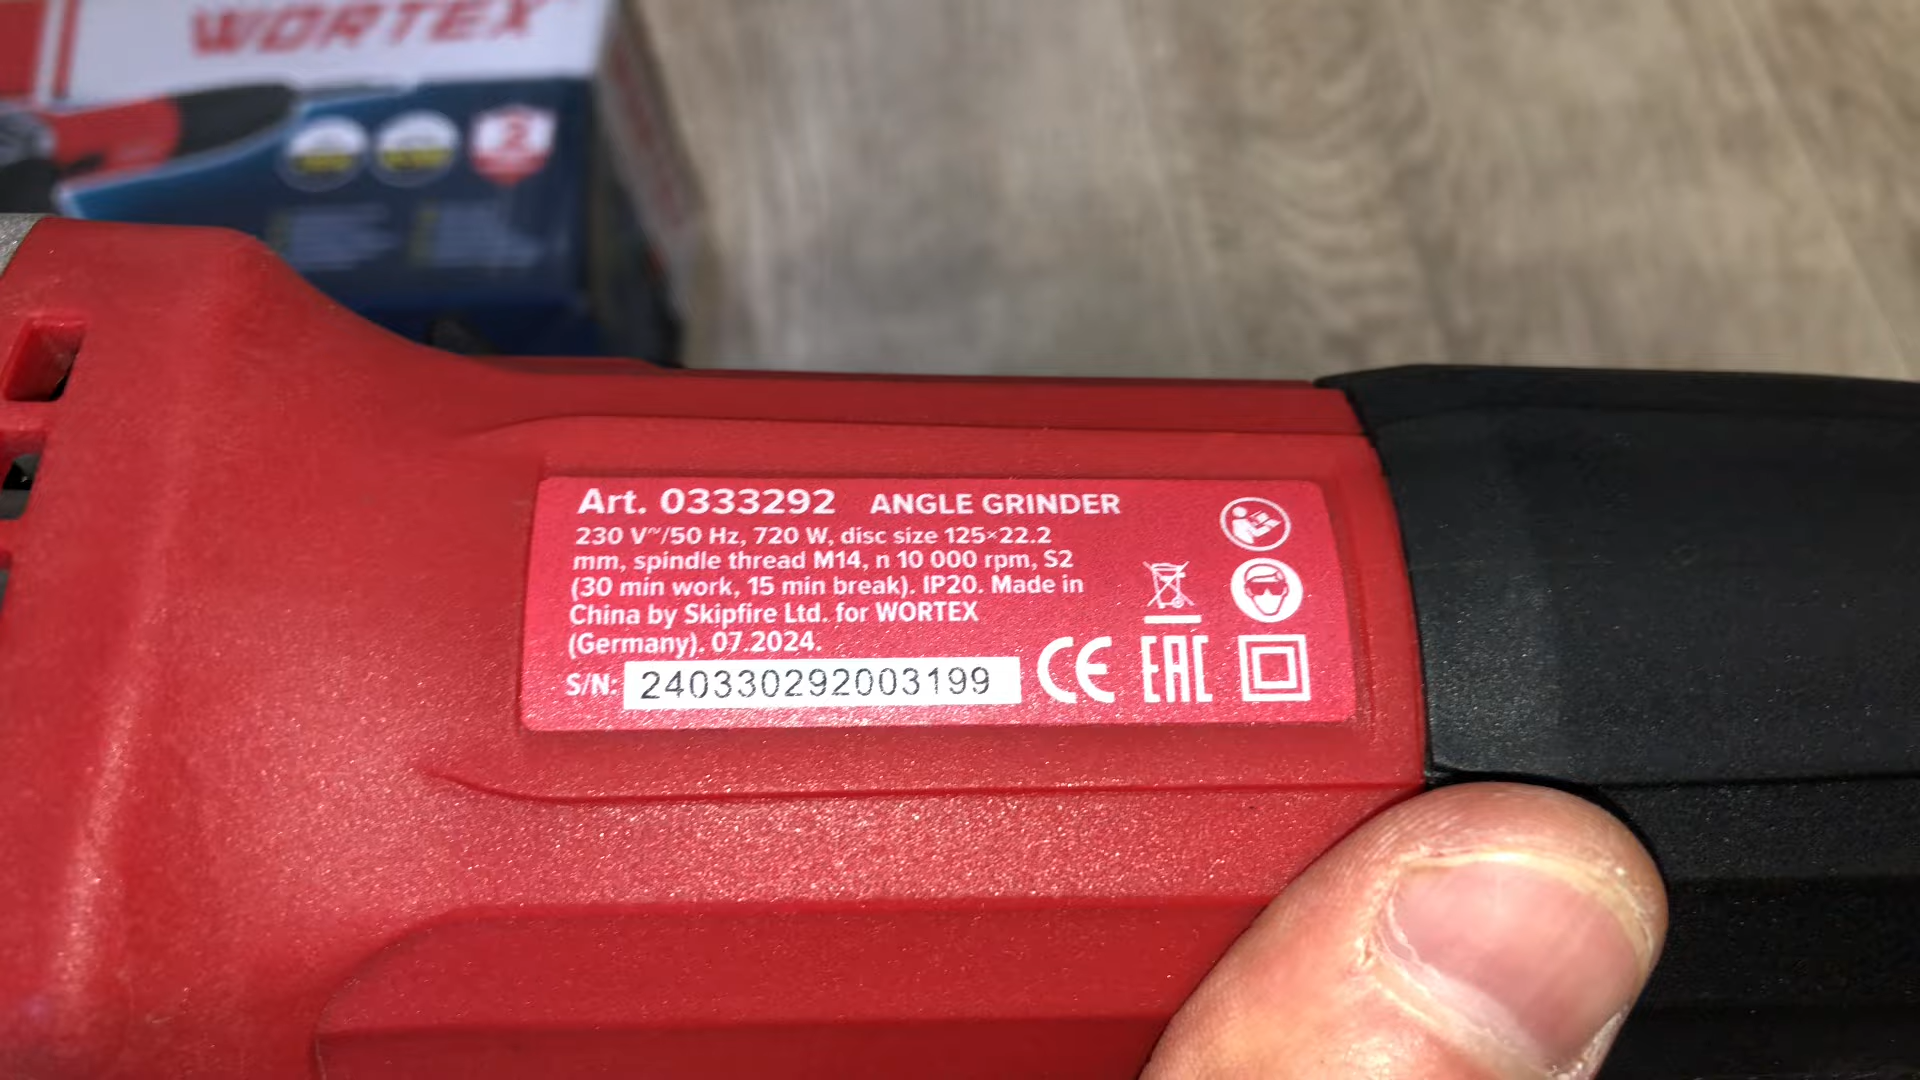 WORTEX
2
Art. 0333292 ANGLE GRINDER
230 V~/50 Hz, 720 W, disc size 125×22.2
mm, spindle thread M14, n 10 000 rpm, S2
(30 min work, 15 min break). IP20. Made in
China by Skipfire Ltd. for WORTEX
(Germany). 07.2024.
S/N: 240330292003199
CE EAC